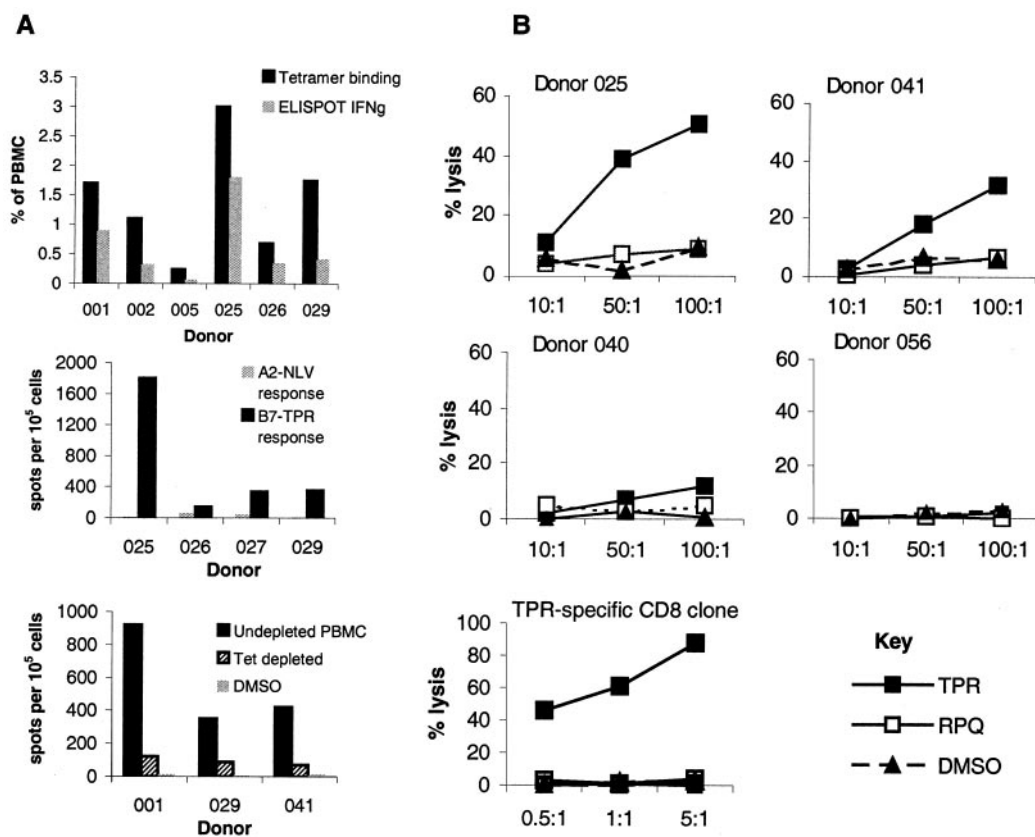 A
3.5
3
2.5
2
1.5
1
0.5
0
% of PBMC
Tetramer binding
ELISPOT IFNg
001 002 005 025 026 029
Donor
2000
1600
1200
800
400
0
spots per 10⁵ cells
A2-NLV
response
B7-TPR
response
025 026 027 029
Donor
1000
800
600
400
200
0
spots per 10⁵ cells
Undepleted PBMC
Tet depleted
DMSO
001 029 041
Donor
B
Donor 025
60
40
20
0
% lysis
10:1 50:1 100:1
Donor 041
60
40
20
0
10:1 50:1 100:1
Donor 040
60
40
20
0
% lysis
10:1 50:1 100:1
Donor 056
60
40
20
0
10:1 50:1 100:1
TPR-specific CD8 clone
100
80
60
40
20
0
% lysis
0.5:1 1:1 5:1
Key
TPR
RPQ
DMSO